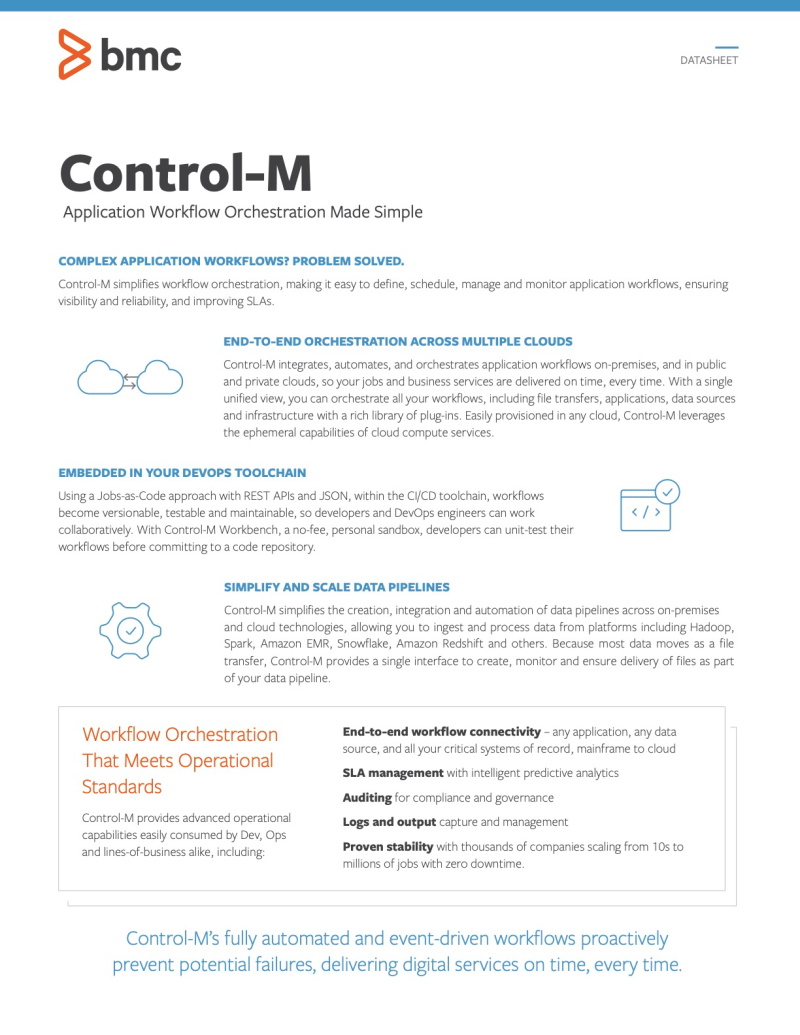 bmc
DATASHEET
Control-M
Application Workflow Orchestration Made Simple
COMPLEX APPLICATION WORKFLOWS? PROBLEM SOLVED.
Control-M simplifies workflow orchestration, making it easy to define, schedule, manage and monitor application workflows, ensuring
visibility and reliability, and improving SLAs.
END-TO-END ORCHESTRATION ACROSS MULTIPLE CLOUDS
Control-M integrates, automates, and orchestrates application workflows on-premises, and in public
and private clouds, so your jobs and business services are delivered on time, every time. With a single
unified view, you can orchestrate all your workflows, including file transfers, applications, data sources
and infrastructure with a rich library of plug-ins. Easily provisioned in any cloud, Control-M leverages
the ephemeral capabilities of cloud compute services.
EMBEDDED IN YOUR DEVOPS TOOLCHAIN
Using a Jobs-as-Code approach with REST APIs and JSON, within the CI/CD toolchain, workflows
become versionable, testable and maintainable, so developers and DevOps engineers can work
collaboratively. With Control-M Workbench, a no-fee, personal sandbox, developers can unit-test their
workflows before committing to a code repository.
</>
SIMPLIFY AND SCALE DATA PIPELINES
Control-M simplifies the creation, integration and automation of data pipelines across on-premises
and cloud technologies, allowing you to ingest and process data from platforms including Hadoop,
Spark, Amazon EMR, Snowflake, Amazon Redshift and others. Because most data moves as a file
transfer, Control-M provides a single interface to create, monitor and ensure delivery of files as part
of your data pipeline.
Workflow Orchestration
That Meets Operational
Standards
Control-M provides advanced operational
capabilities easily consumed by Dev, Ops
and lines-of-business alike, including:
End-to-end workflow connectivity – any application, any data
source, and all your critical systems of record, mainframe to cloud
SLA management with intelligent predictive analytics
Auditing for compliance and governance
Logs and output capture and management
Proven stability with thousands of companies scaling from 10s to
millions of jobs with zero downtime.
Control-M's fully automated and event-driven workflows proactively
prevent potential failures, delivering digital services on time, every time.